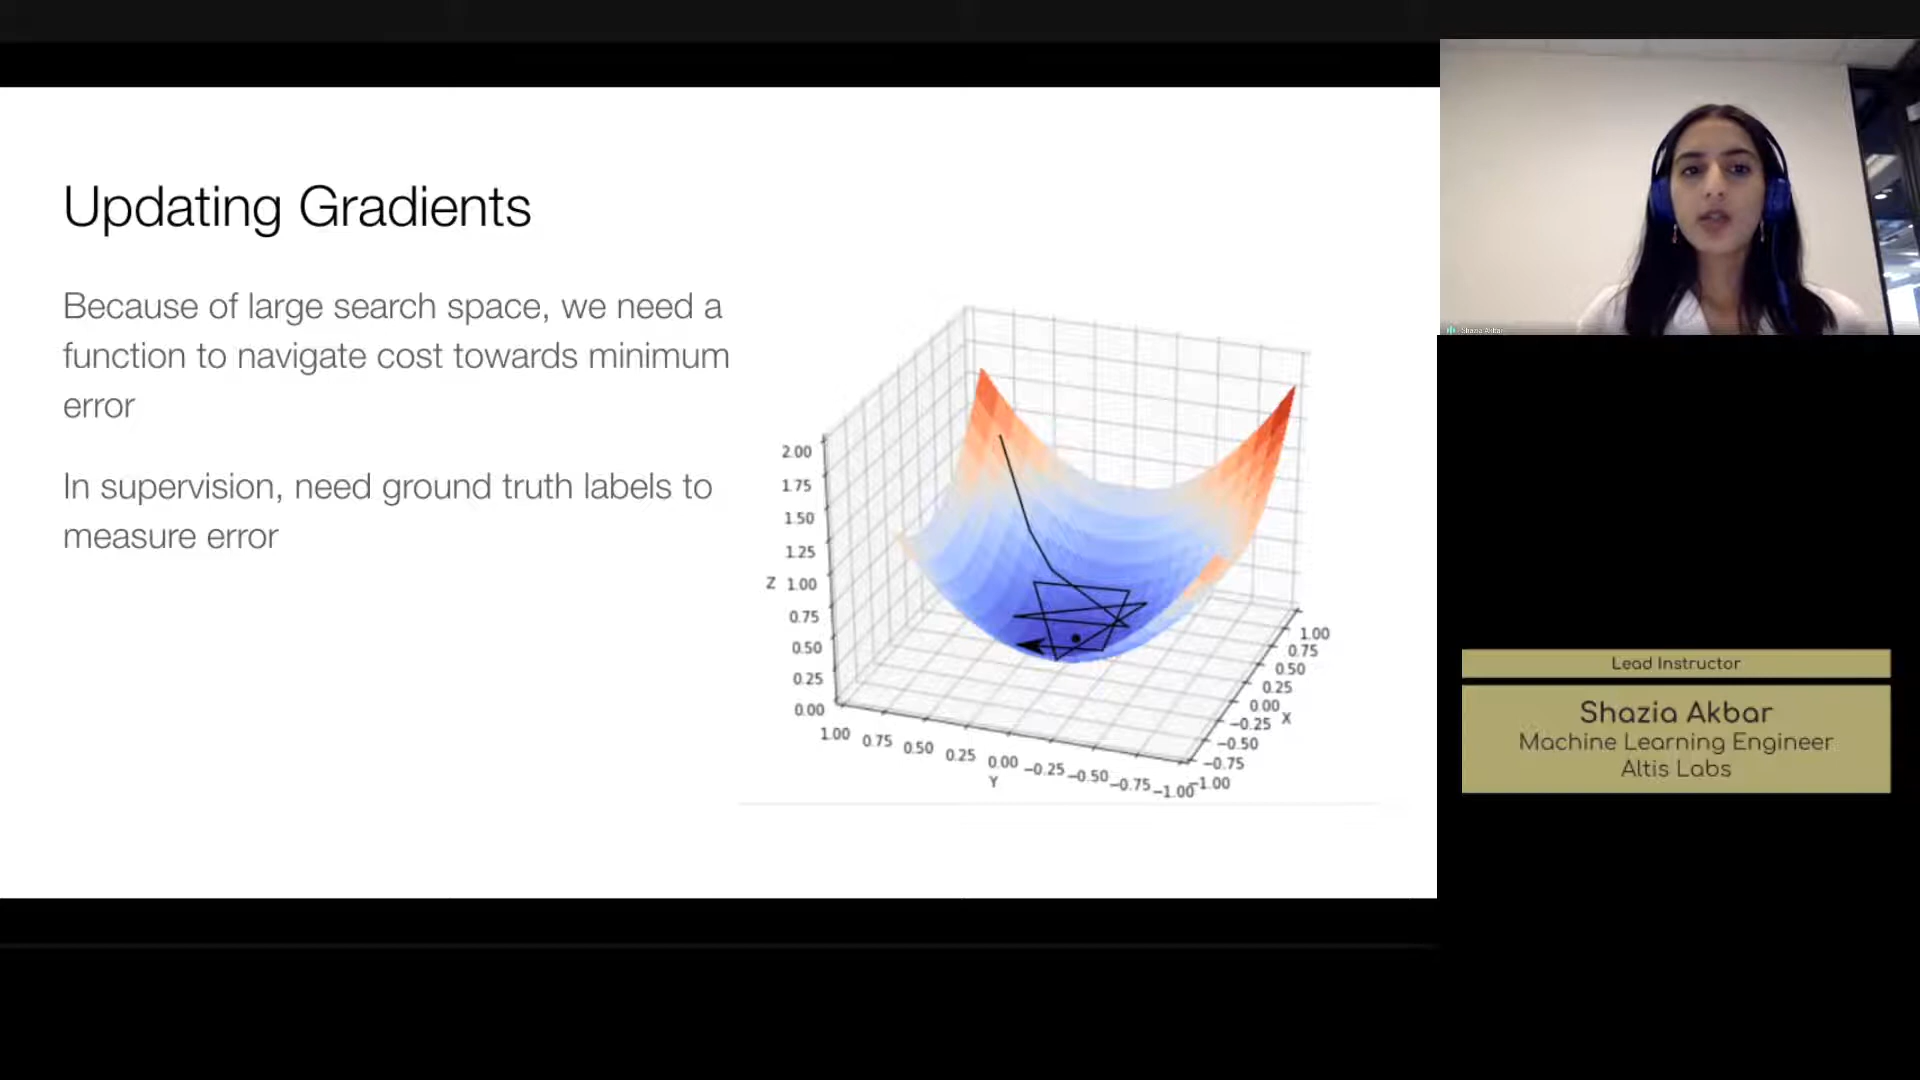 Updating Gradients
Because of large search space, we need a
function to navigate cost towards minimum
error
In supervision, need ground truth labels to
measure error
2.00
1.75
1.50
1.25
Z 1.00
0.75
0.50
0.25
0.00
1.00 0.75 0.50 0.25 0.00 −0.25 −0.50 −0.75 −1.00
Y
1.00
0.75
0.50
0.25
0.00
X
−0.25
−0.50
−0.75
−1.00
Shazia Akbar
Lead Instructor
Shazia Akbar
Machine Learning Engineer
Altis Labs